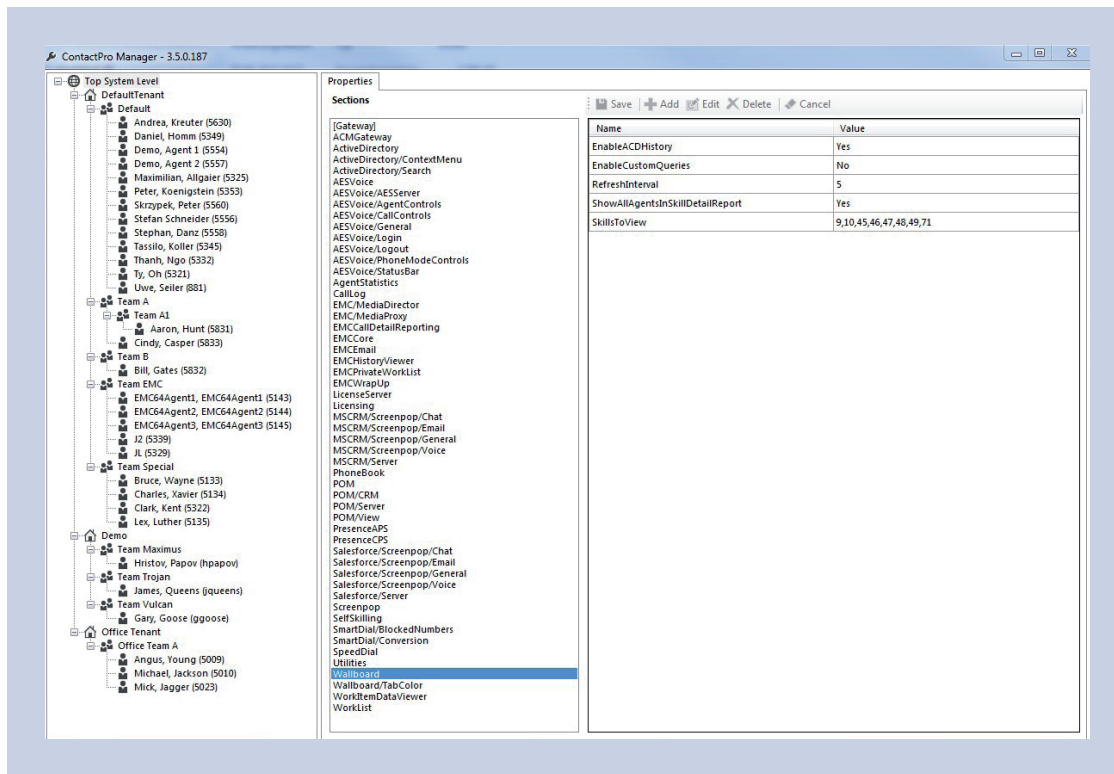 ContactPro Manager - 3.5.0.187
Top System Level
DefaultTenant
Default
Andrea, Kreuter (5630)
Daniel, Homm (5349)
Demo, Agent 1 (5554)
Demo, Agent 2 (5557)
Maximilian, Allgaier (5325)
Peter, Koenigstein (5353)
Skrzypek, Peter (5560)
Stefan Schneider (5556)
Stephan, Danz (5558)
Tassilo, Koller (5345)
Thanh, Ngo (5332)
Ty, Oh (5321)
Uwe, Seiler (881)
Team A
Team A1
Aaron, Hunt (5831)
Cindy, Casper (5833)
Team B
Bill, Gates (5832)
Team EMC
EMC64Agent1, EMC64Agent1 (5143)
EMC64Agent2, EMC64Agent2 (5144)
EMC64Agent3, EMC64Agent3 (5145)
J2 (5339)
JL (5329)
Team Special
Bruce, Wayne (5133)
Charles, Xavier (5134)
Clark, Kent (5322)
Lex, Luther (5135)
Demo
Team Maximus
Hristov, Papov (hpapov)
Team Trojan
James, Queens (jqueens)
Team Vulcan
Gary, Goose (ggoose)
Office Tenant
Office Team A
Angus, Young (5009)
Michael, Jackson (5010)
Mick, Jagger (5023)
Properties
Sections
[Gateway]
ACMGateway
ActiveDirectory
ActiveDirectory/ContextMenu
ActiveDirectory/Search
AESVoice
AESVoice/AESServer
AESVoice/AgentControls
AESVoice/CallControls
AESVoice/General
AESVoice/Login
AESVoice/Logout
AESVoice/PhoneModeControls
AESVoice/StatusBar
AgentStatistics
CallLog
EMC/MediaDirector
EMC/MediaProxy
EMCCallDetailReporting
EMCCore
EMCEmail
EMCHistoryViewer
EMCPrivateWorkList
EMCWrapUp
LicenseServer
Licensing
MSCRM/Screenpop/Chat
MSCRM/Screenpop/Email
MSCRM/Screenpop/General
MSCRM/Screenpop/Voice
MSCRM/Server
PhoneBook
POM
POM/CRM
POM/Server
POM/View
PresenceAPS
PresenceCPS
Salesforce/Screenpop/Chat
Salesforce/Screenpop/Email
Salesforce/Screenpop/General
Salesforce/Screenpop/Voice
Salesforce/Server
Screenpop
SelfSkilling
SmartDial/BlockedNumbers
SmartDial/Conversion
SpeedDial
Utilities
Wallboard
Wallboard/TabColor
WorkItemDataViewer
WorkList
Save Add Edit Delete Cancel
Name Value
EnableACDHistory Yes
EnableCustomQueries No
RefreshInterval 5
ShowAllAgentsInSkillDetailReport Yes
SkillsToView 9,10,45,46,47,48,49,71